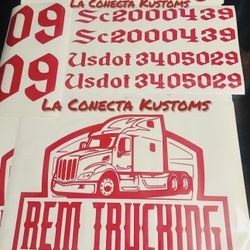 La Conecta Kustoms
09
Sc2000439
Sc2000439
Usdot 3405029
09
Usdot 3405029
La Conecta Kustoms
REM TRUCKING